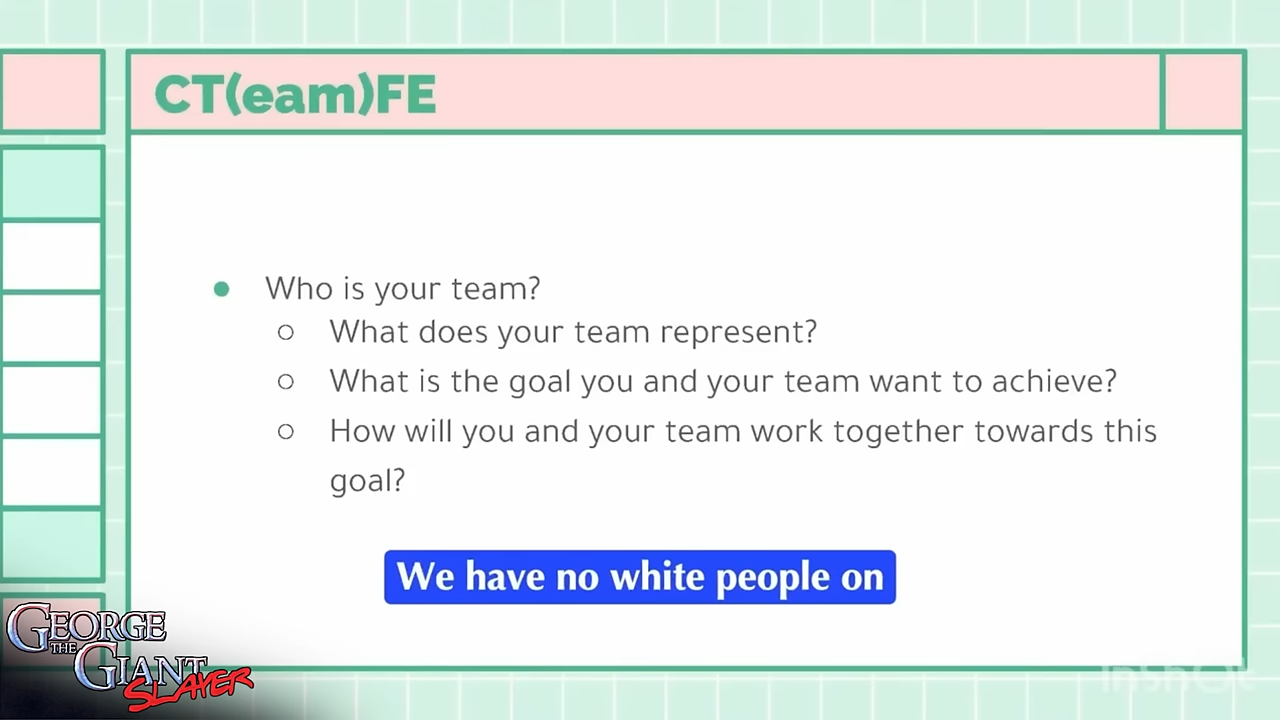 CT(eam)FE
Who is your team?
What does your team represent?
What is the goal you and your team want to achieve?
How will you and your team work together towards this
goal?
We have no white people on
GEORGE
THE
GIANT
SLAYER
InShOt